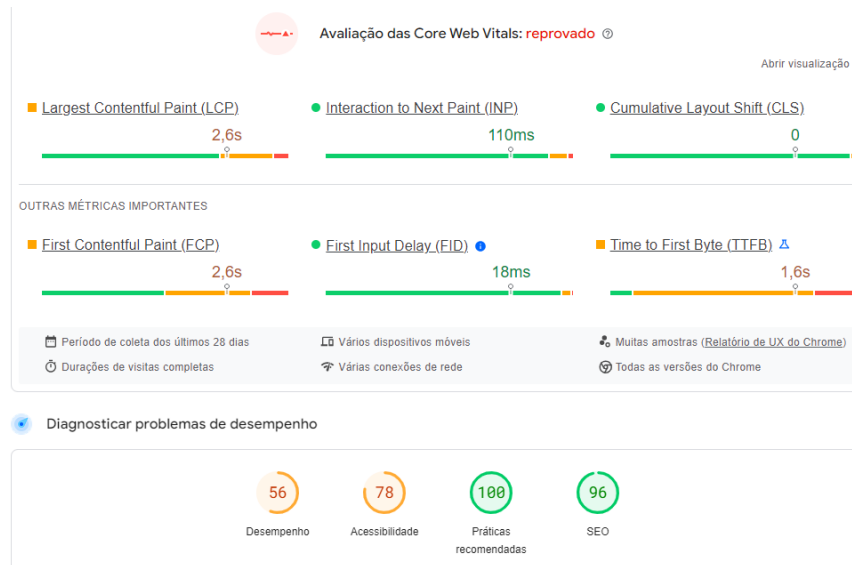 Avaliação das Core Web Vitals: reprovado
Abrir visualização
Largest Contentful Paint (LCP)
Interaction to Next Paint (INP)
Cumulative Layout Shift (CLS)
2,6s
110ms
0
OUTRAS MÉTRICAS IMPORTANTES
First Contentful Paint (FCP)
First Input Delay (FID)
Time to First Byte (TTFB)
2,6s
18ms
1,6s
Período de coleta dos últimos 28 dias
Vários dispositivos móveis
Muitas amostras (Relatório de UX do Chrome)
Durações de visitas completas
Várias conexões de rede
Todas as versões do Chrome
Diagnosticar problemas de desempenho
56
78
100
96
Desempenho
Acessibilidade
Práticas
recomendadas
SEO